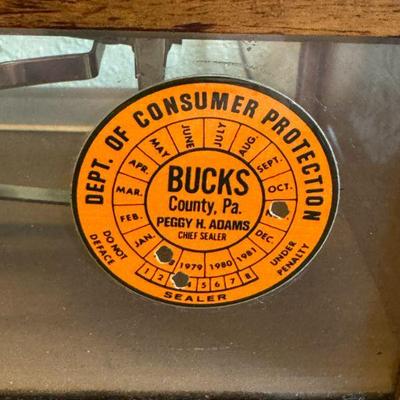 DEPT. OF CONSUMER PROTECTION
JAN.
FEB.
MAR.
APR.
MAY
JUNE
JULY
AUG.
SEPT.
OCT.
DEC.
BUCKS
County, Pa.
PEGGY H. ADAMS
CHIEF SEALER
1979 1980 1981
1 2 4 5 6 7 8
SEALER
DO NOT
DEFACE
UNDER
PENALTY